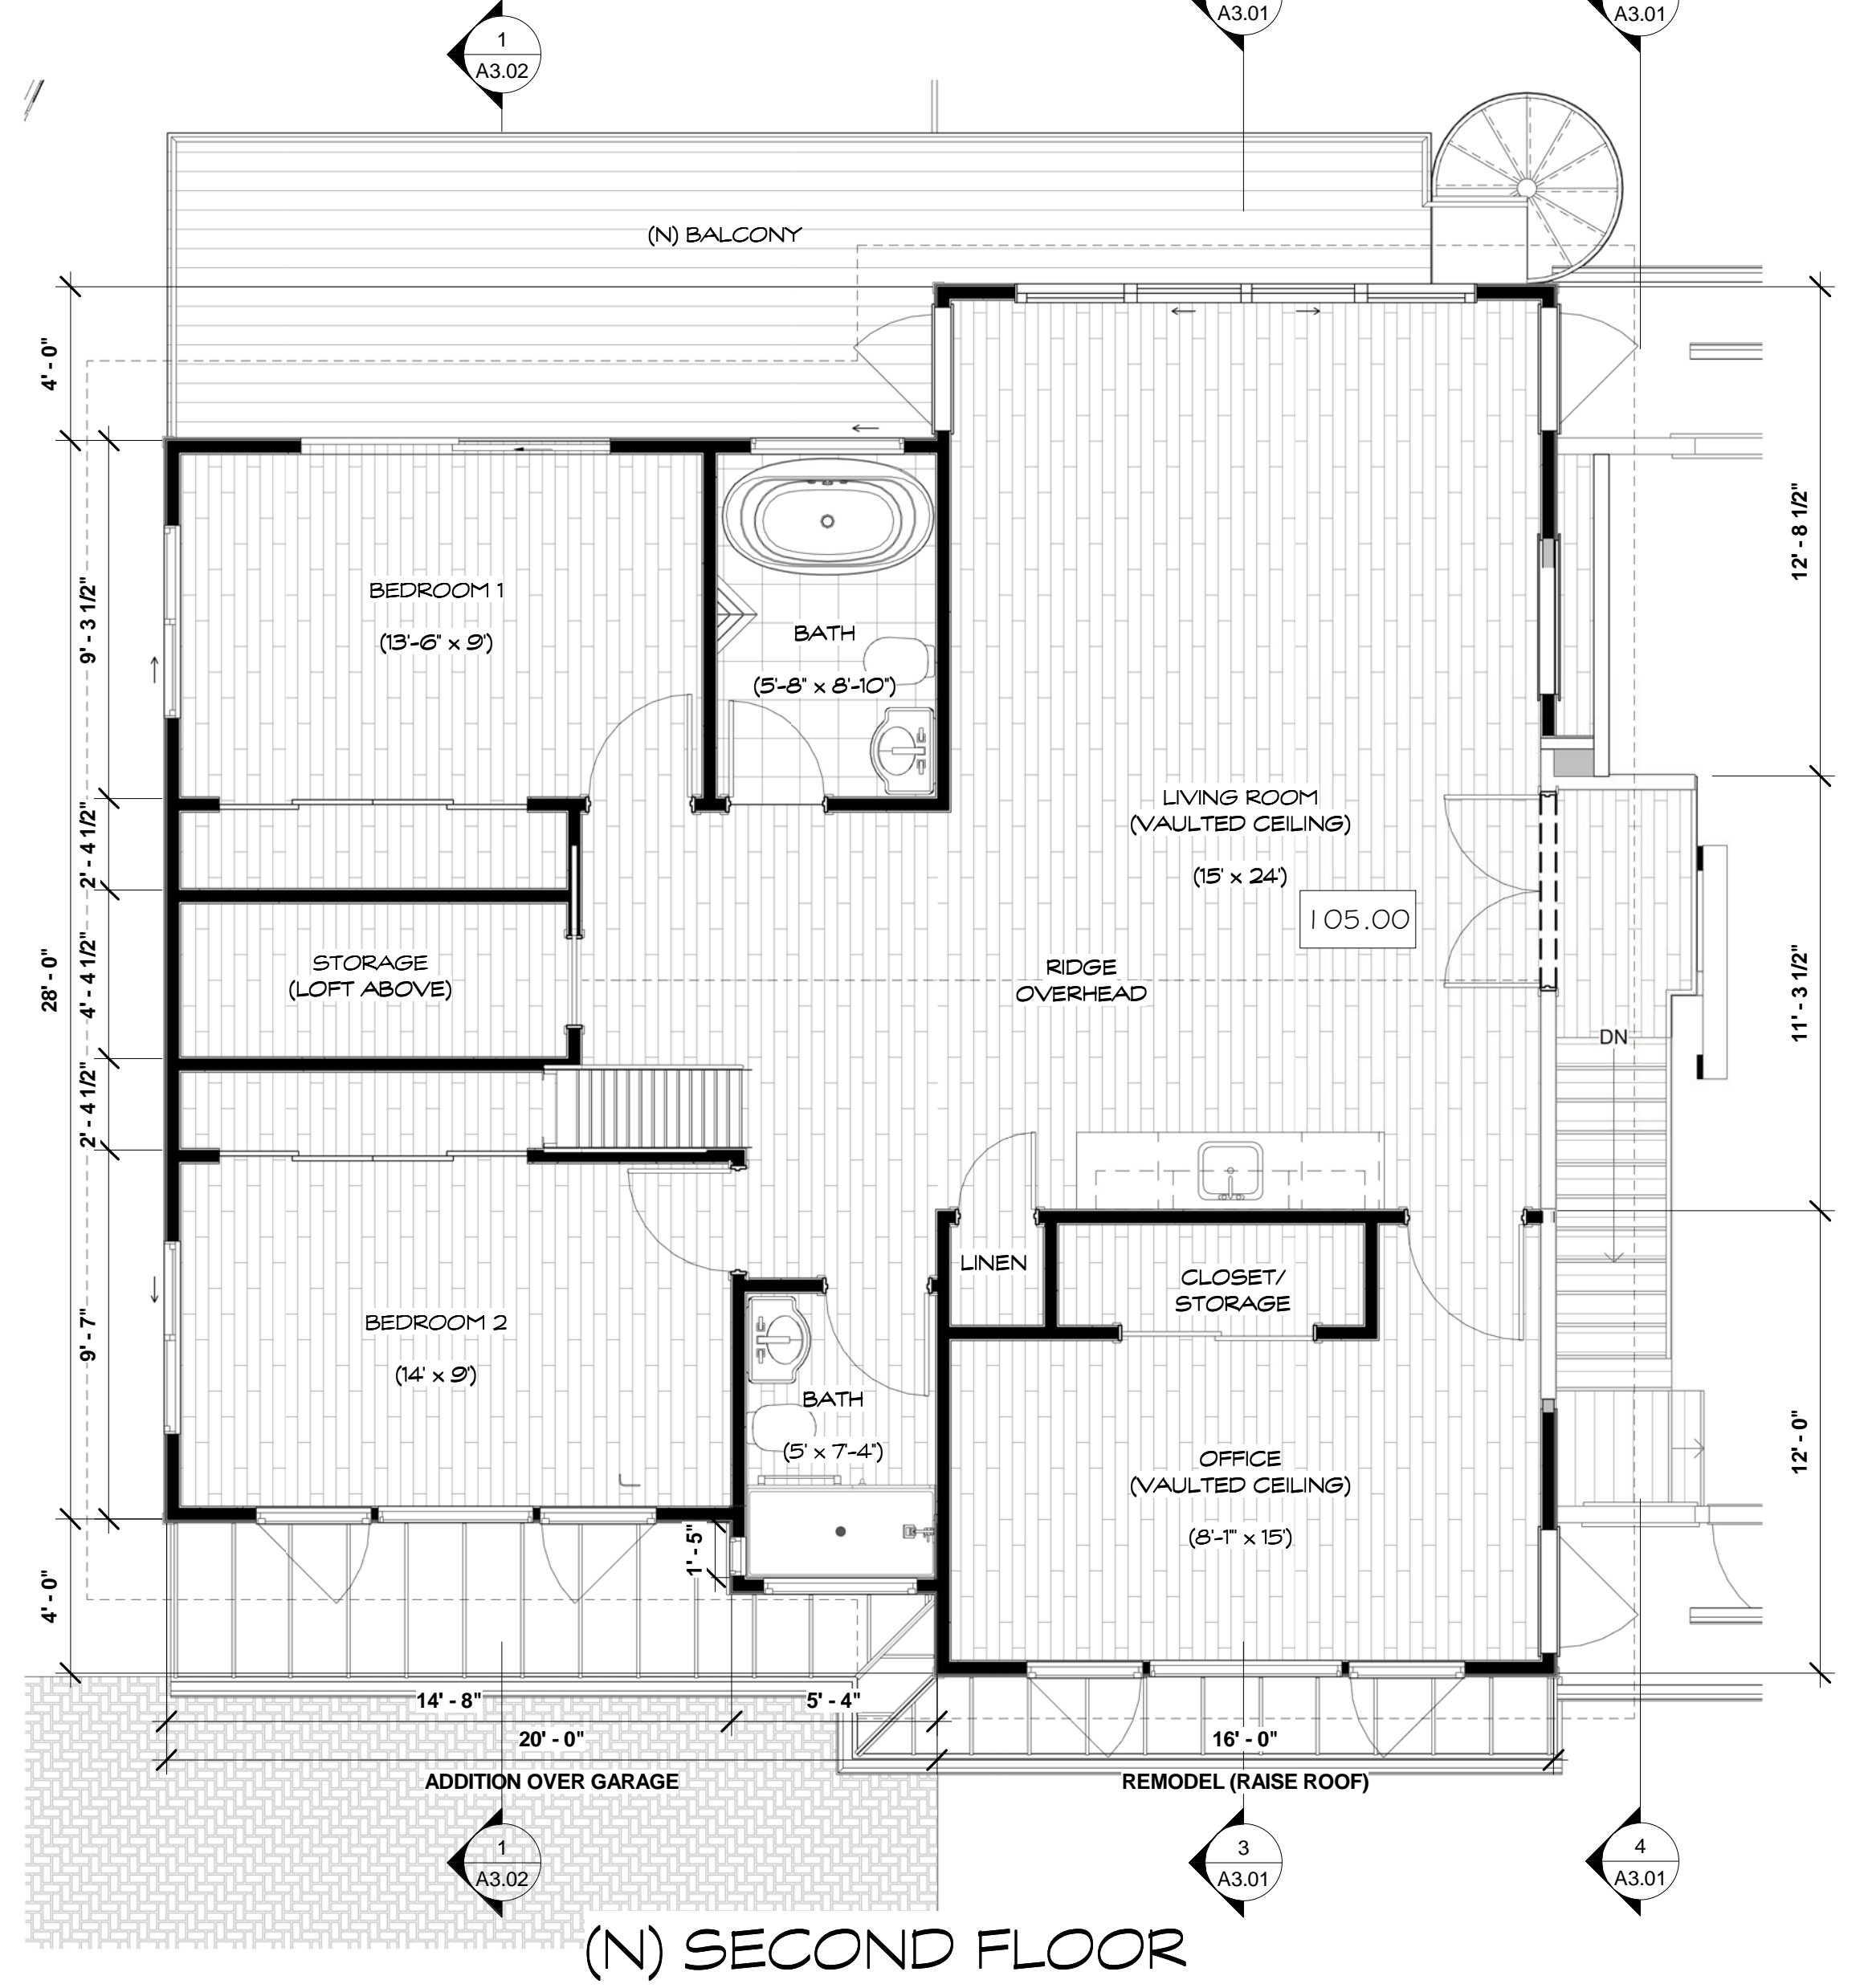 1
A3.02
A3.01
A3.01
(N) BALCONY
4' - 0"
9' - 3 1/2"
2' - 4 1/2"
28' - 0"
4' - 4 1/2"
2' - 4 1/2"
9' - 7"
4' - 0"
BEDROOM 1
(13'-6" x 9')
BATH
(5'-8" x 8'-10")
LIVING ROOM
(VAULTED CEILING)
(15' x 24')
105.00
RIDGE
OVERHEAD
STORAGE
(LOFT ABOVE)
12' - 8 1/2"
11' - 3 1/2"
12' - 0"
DN
LINEN
CLOSET/
STORAGE
BEDROOM 2
(14' x 9')
BATH
(5' x 7'-4")
OFFICE
(VAULTED CEILING)
(8'-1'" x 15')
1' - 5"
14' - 8"
5' - 4"
20' - 0"
16' - 0"
ADDITION OVER GARAGE
REMODEL (RAISE ROOF)
1
A3.02
3
A3.01
4
A3.01
(N) SECOND FLOOR